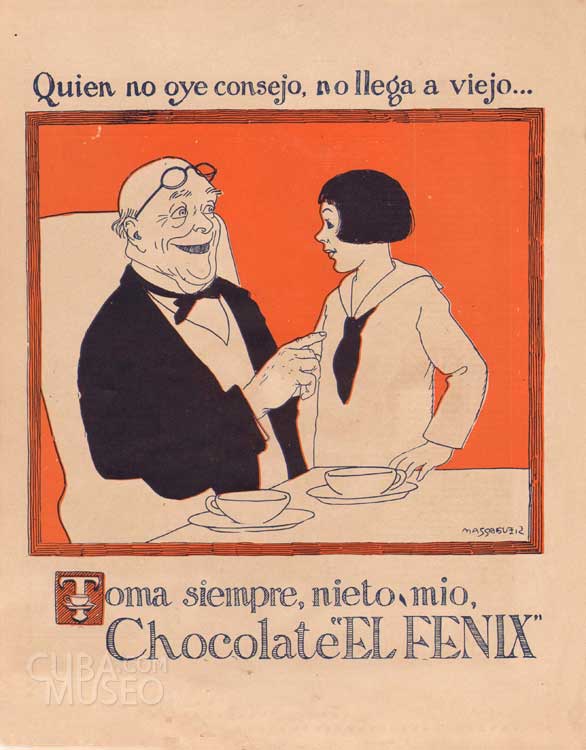 Quien no oye consejo, no llega a viejo...
MASSAGUER
Toma siempre, nieto mio,
Chocolate "EL FENIX"
CUBA.COM
MUSEO